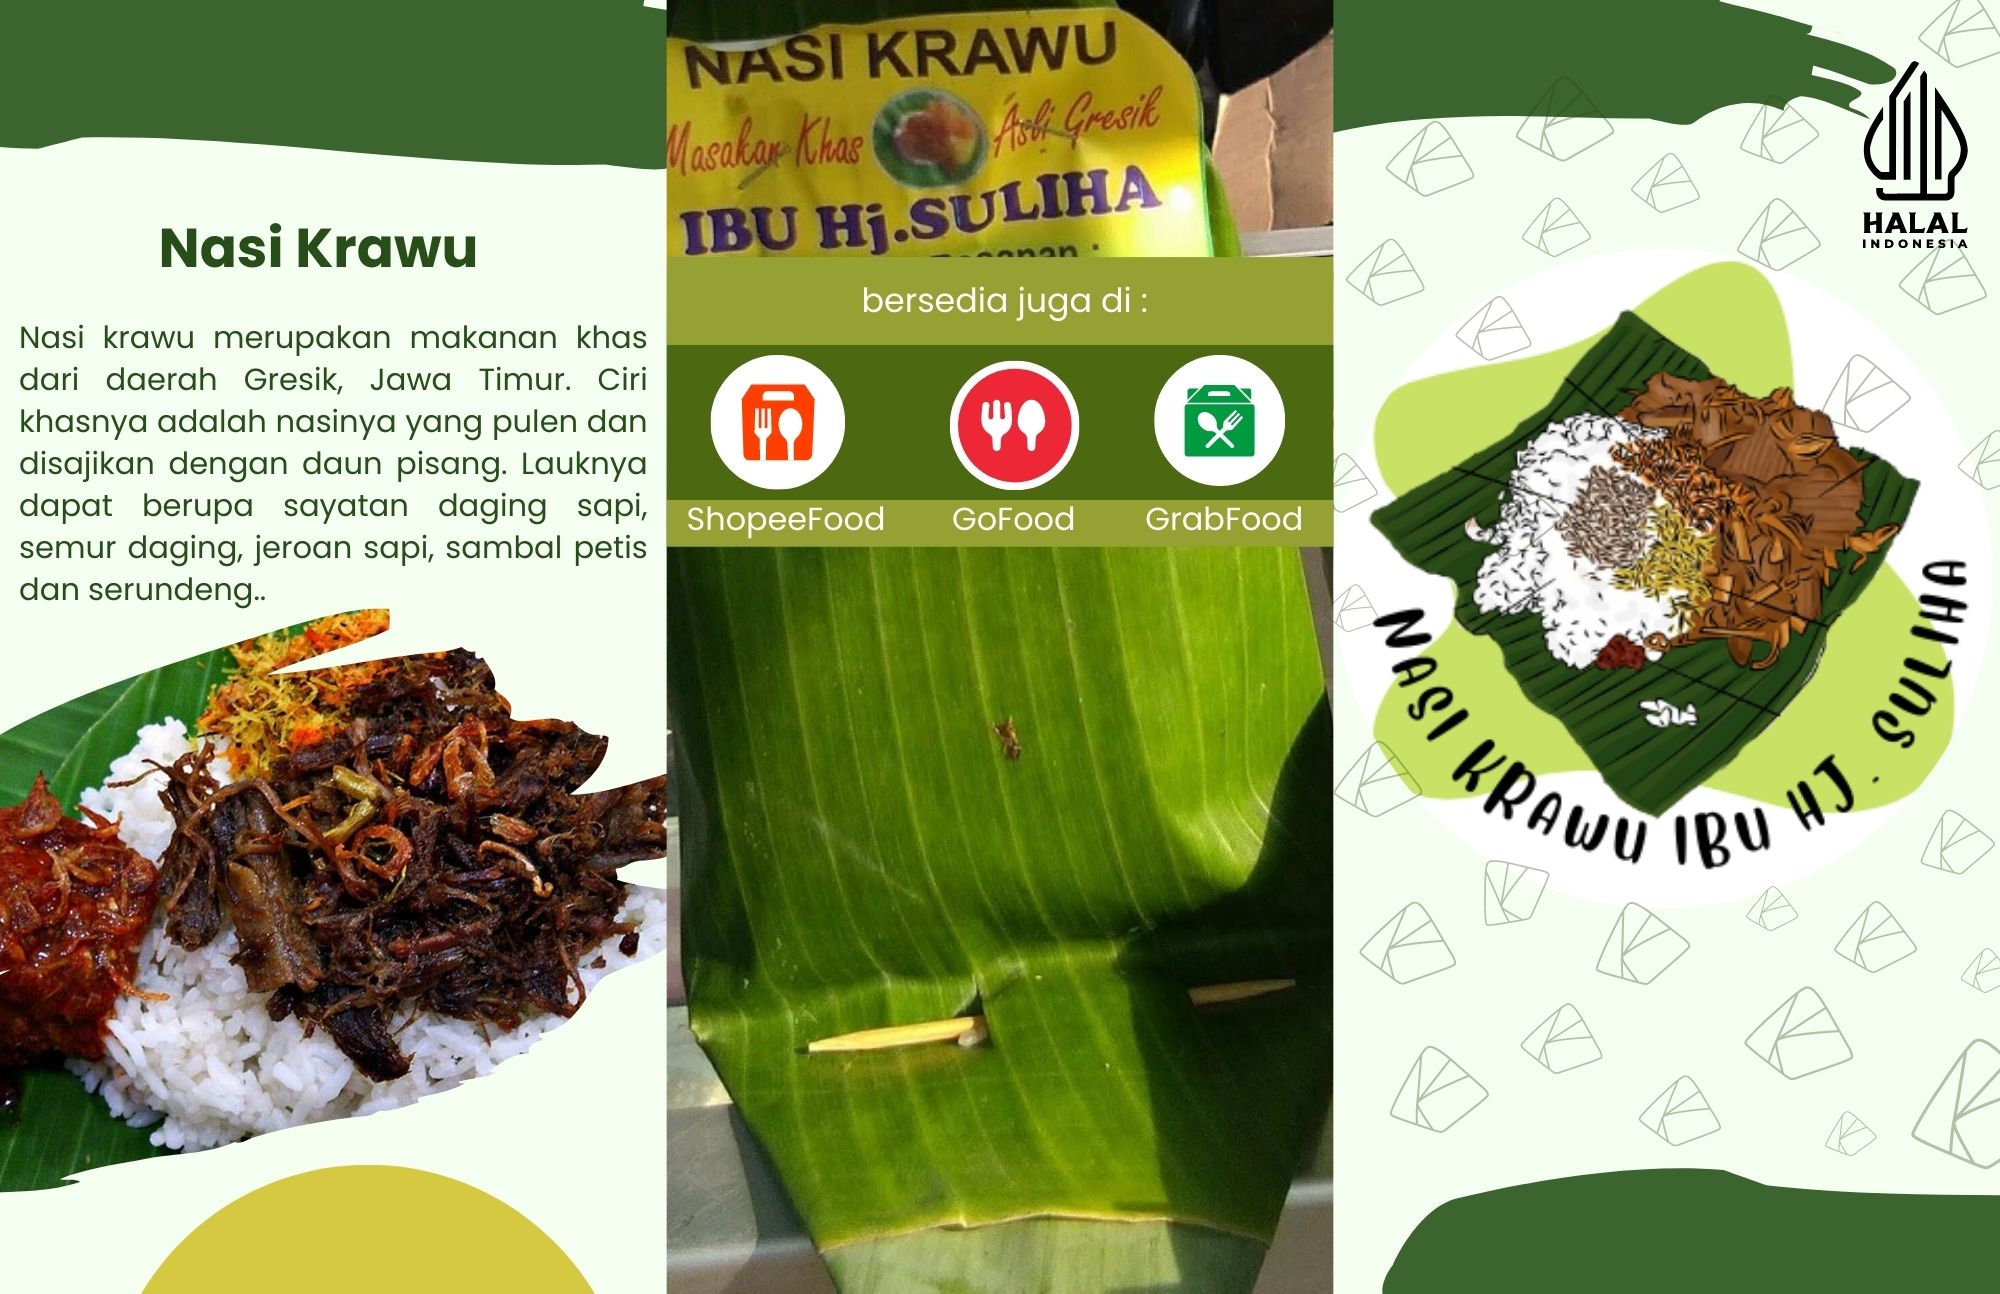 Nasi Krawu
Nasi krawu merupakan makanan khas
dari daerah Gresik, Jawa Timur. Ciri
khasnya adalah nasinya yang pulen dan
disajikan dengan daun pisang. Lauknya
dapat berupa sayatan daging sapi,
semur daging, jeroan sapi, sambal petis
dan serundeng..
NASI KRAWU
Masakan Khas Asli Gresik
IBU Hj.SULIHA
bersedia juga di :
ShopeeFood GoFood GrabFood
HALAL
INDONESIA
NASI KRAWU IBU HJ. SULIHA